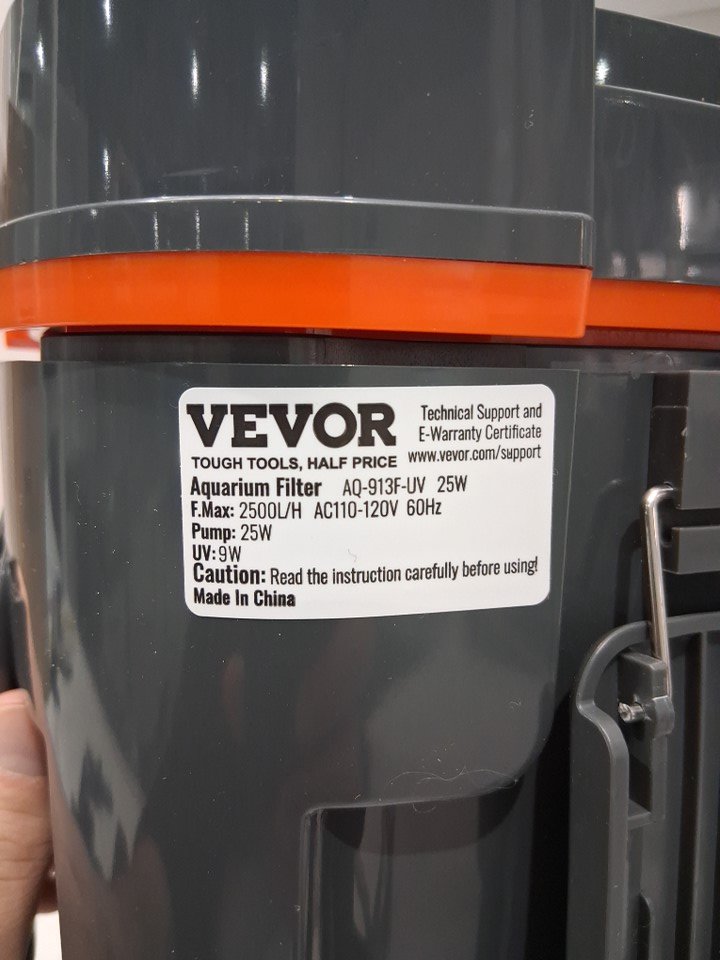 VEVOR
TOUGH TOOLS, HALF PRICE
Technical Support and
E-Warranty Certificate
www.vevor.com/support
Aquarium Filter AQ-913F-UV 25W
F.Max: 2500L/H AC110-120V 60Hz
Pump: 25W
UV: 9W
Caution: Read the instruction carefully before using!
Made In China